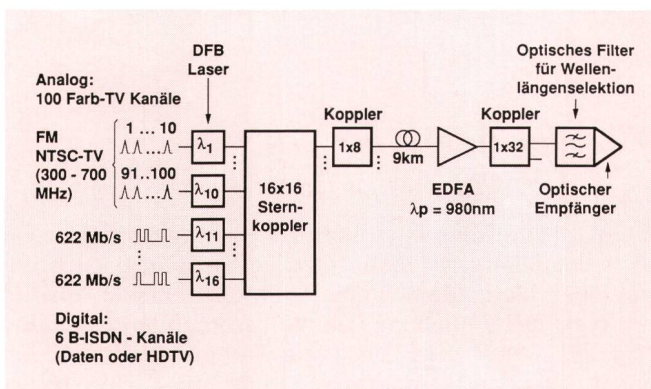 DFB
Laser
Analog:
100 Farb-TV Kanäle
FM
NTSC-TV
(300 - 700
MHz)
1 ... 10
91..100
622 Mb/s
622 Mb/s
λ1
λ10
λ11
λ16
Digital:
6 B-ISDN - Kanäle
(Daten oder HDTV)
16x16
Stern-
koppler
Koppler
1x8
9km
EDFA
λp = 980nm
Koppler
1x32
Optisches Filter
für Wellen-
längenselektion
Optischer
Empfänger